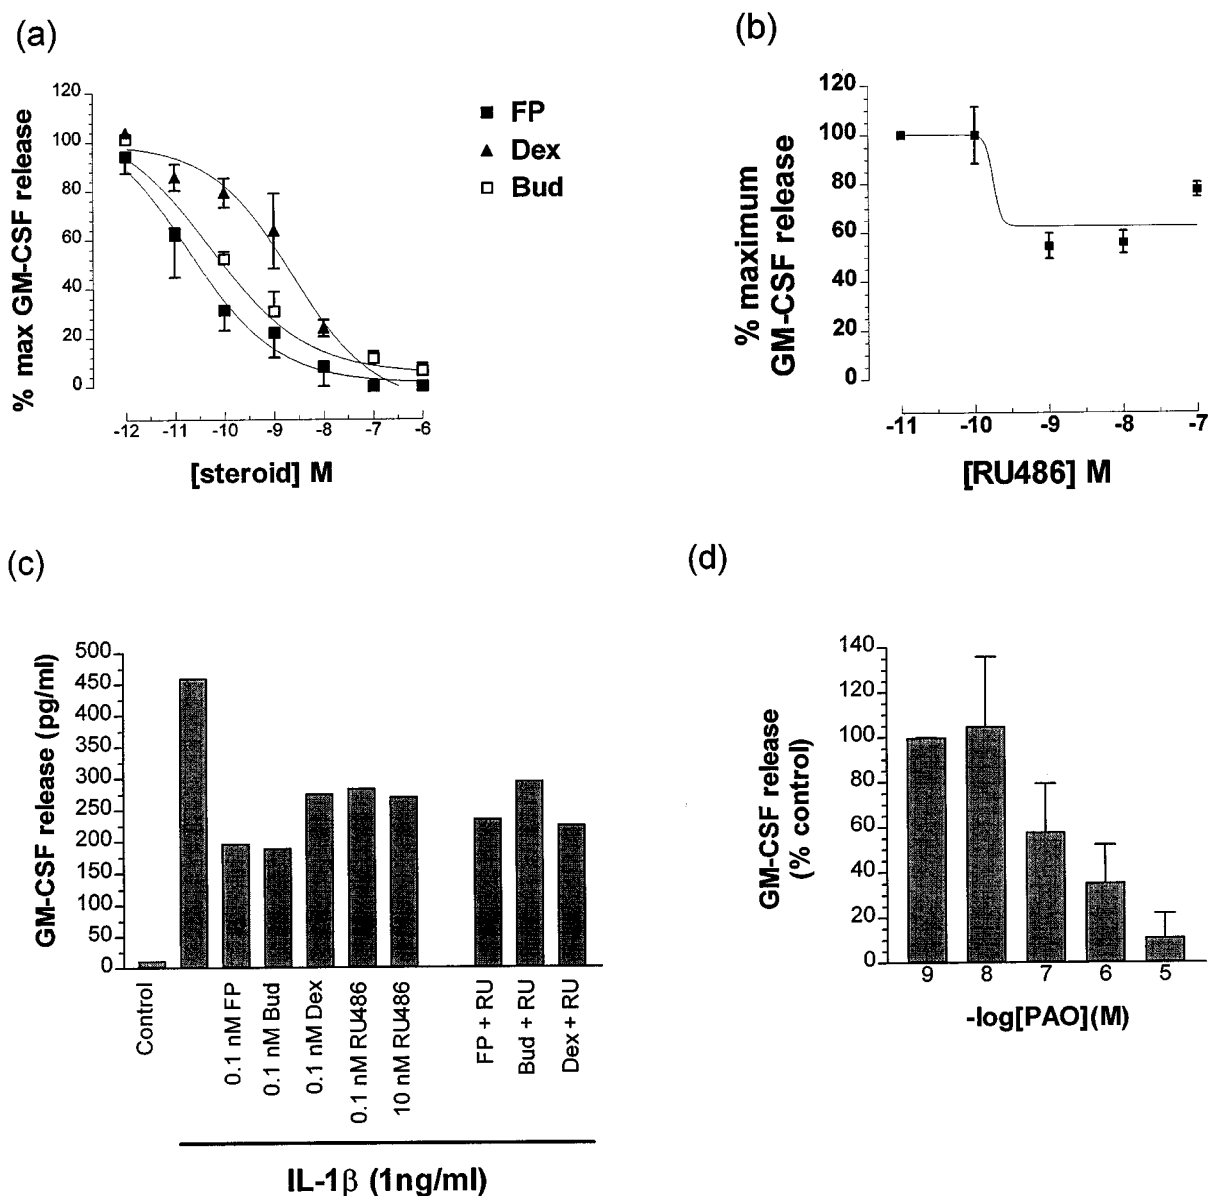 (a)
% max GM-CSF release
120
100
80
60
40
20
0
-12 -11 -10 -9 -8 -7 -6
[steroid] M
FP
Dex
Bud
(b)
% maximum
GM-CSF release
120
100
80
60
40
20
0
-11 -10 -9 -8 -7
[RU486] M
(c)
GM-CSF release (pg/ml)
500
450
400
350
300
250
200
150
100
50
0
Control
0.1 nM FP
0.1 nM Bud
0.1 nM Dex
0.1 nM RU486
10 nM RU486
FP + RU
Bud + RU
Dex + RU
IL-1β (1ng/ml)
(d)
GM-CSF release
(% control)
140
120
100
80
60
40
20
0
9 8 7 6 5
-log[PAO](M)